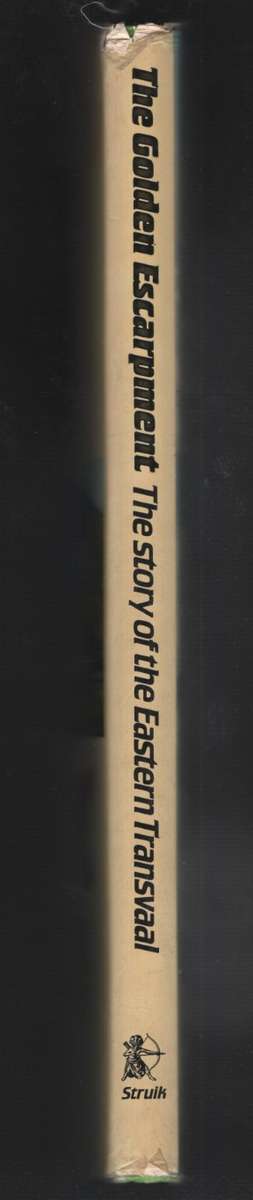 The Golden Escarpment The story of the Eastern Transvaal
Struik